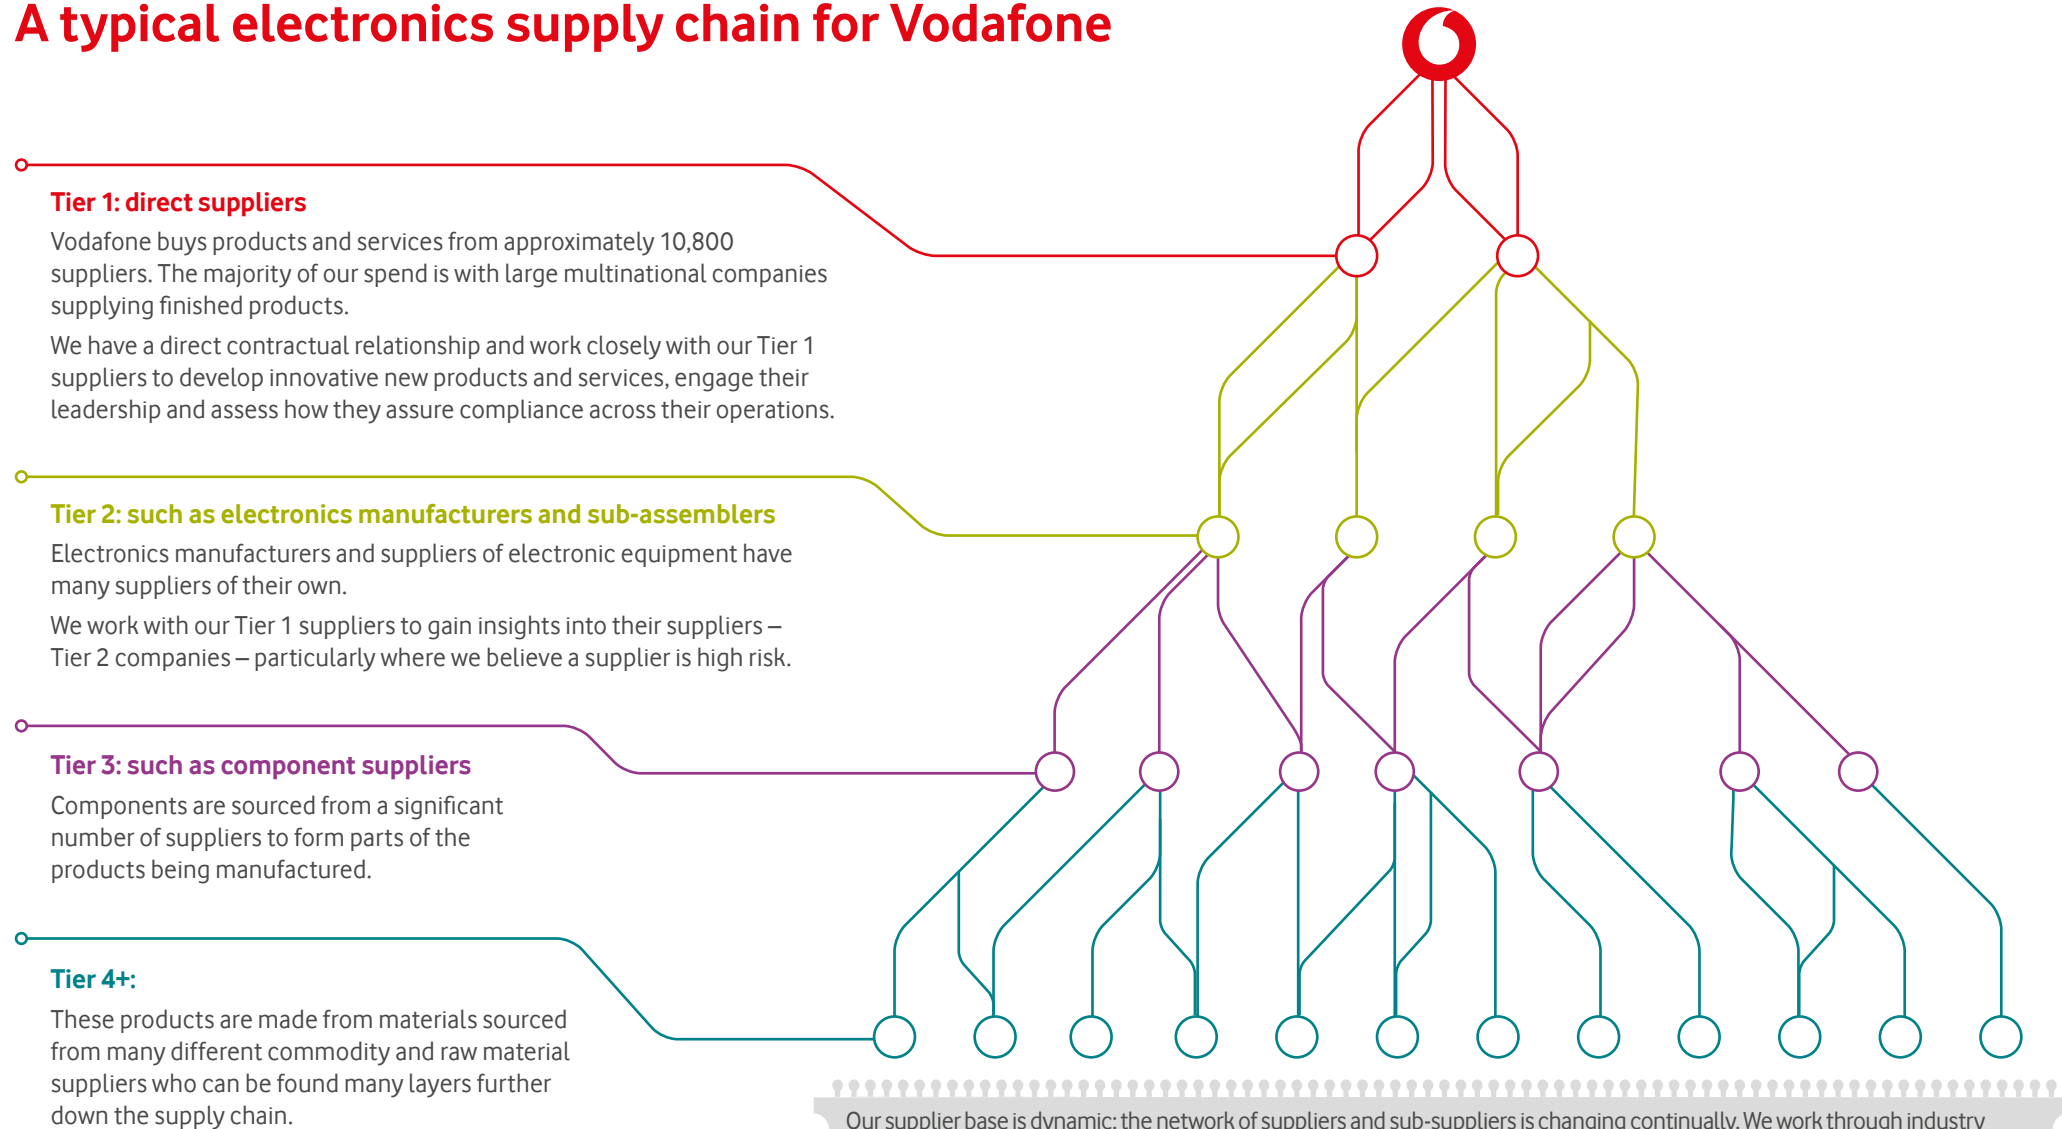 A typical electronics supply chain for Vodafone
Tier 1: direct suppliers
Vodafone buys products and services from approximately 10,800
suppliers. The majority of our spend is with large multinational companies
supplying finished products.
We have a direct contractual relationship and work closely with our Tier 1
suppliers to develop innovative new products and services, engage their
leadership and assess how they assure compliance across their operations.
Tier 2: such as electronics manufacturers and sub-assemblers
Electronics manufacturers and suppliers of electronic equipment have
many suppliers of their own.
We work with our Tier 1 suppliers to gain insights into their suppliers –
Tier 2 companies – particularly where we believe a supplier is high risk.
Tier 3: such as component suppliers
Components are sourced from a significant
number of suppliers to form parts of the
products being manufactured.
Tier 4+:
These products are made from materials sourced
from many different commodity and raw material
suppliers who can be found many layers further
down the supply chain.
Our supplier base is dynamic: the network of suppliers and sub-suppliers is changing continually. We work through industry